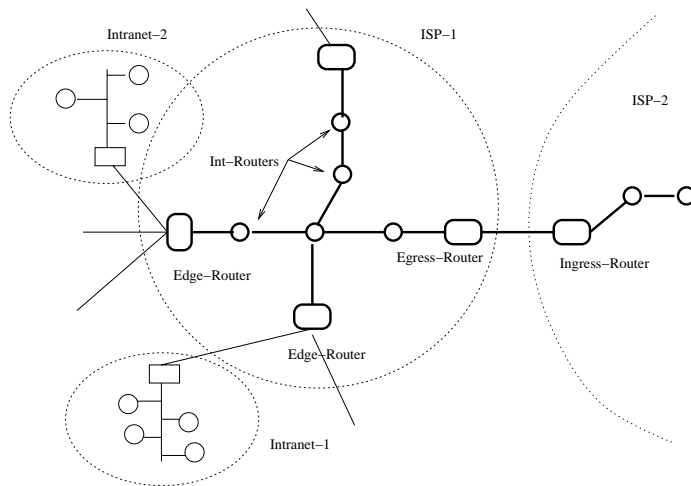 Intranet−2
ISP−1
ISP−2
Int−Routers
Edge−Router
Egress−Router
Ingress−Router
Edge−Router
Intranet−1